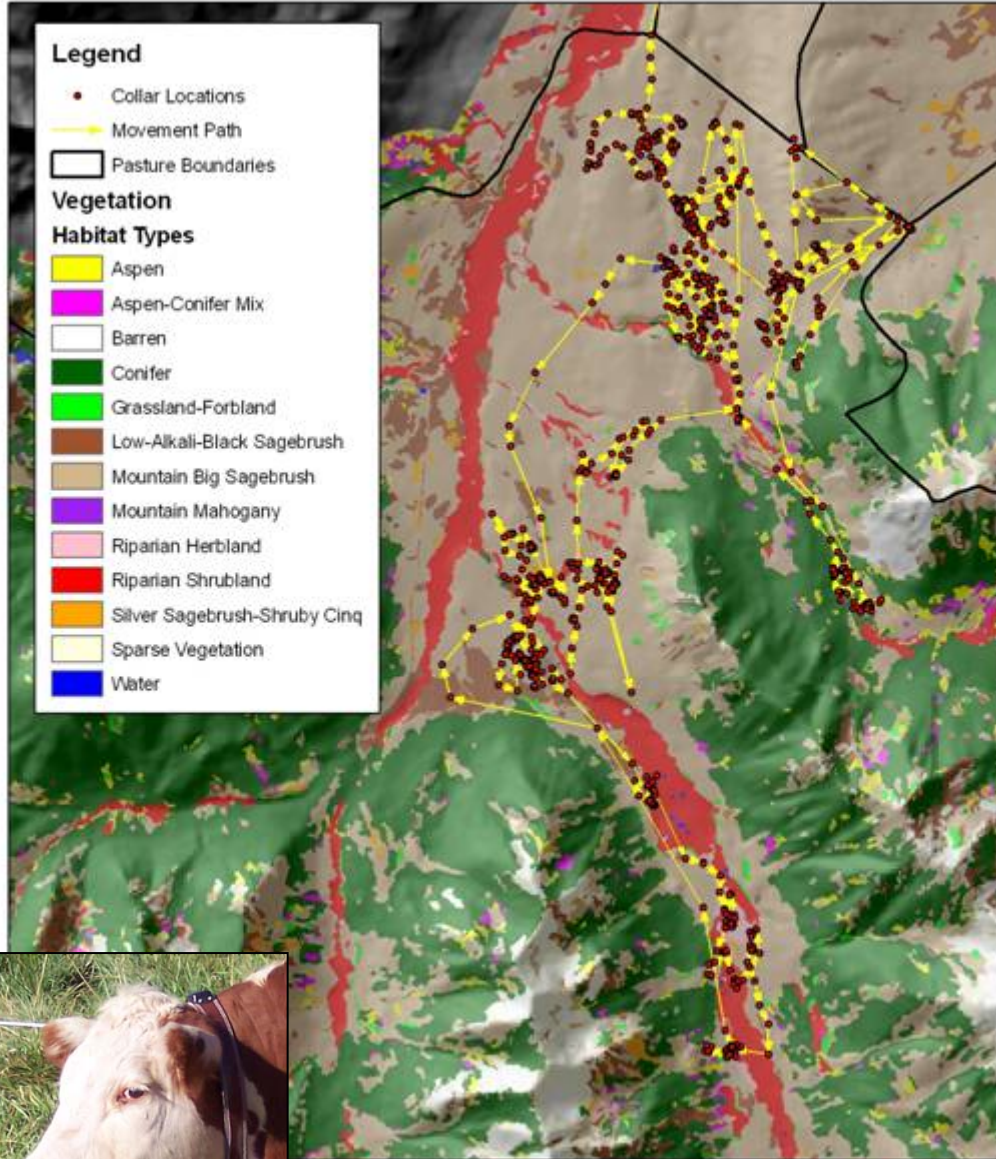 Legend
Collar Locations
Movement Path
Pasture Boundaries
Vegetation
Habitat Types
Aspen
Aspen-Conifer Mix
Barren
Conifer
Grassland-Forbland
Low-Alkali-Black Sagebrush
Mountain Big Sagebrush
Mountain Mahogany
Riparian Herbland
Riparian Shrubland
Silver Sagebrush-Shruby Cinq
Sparse Vegetation
Water